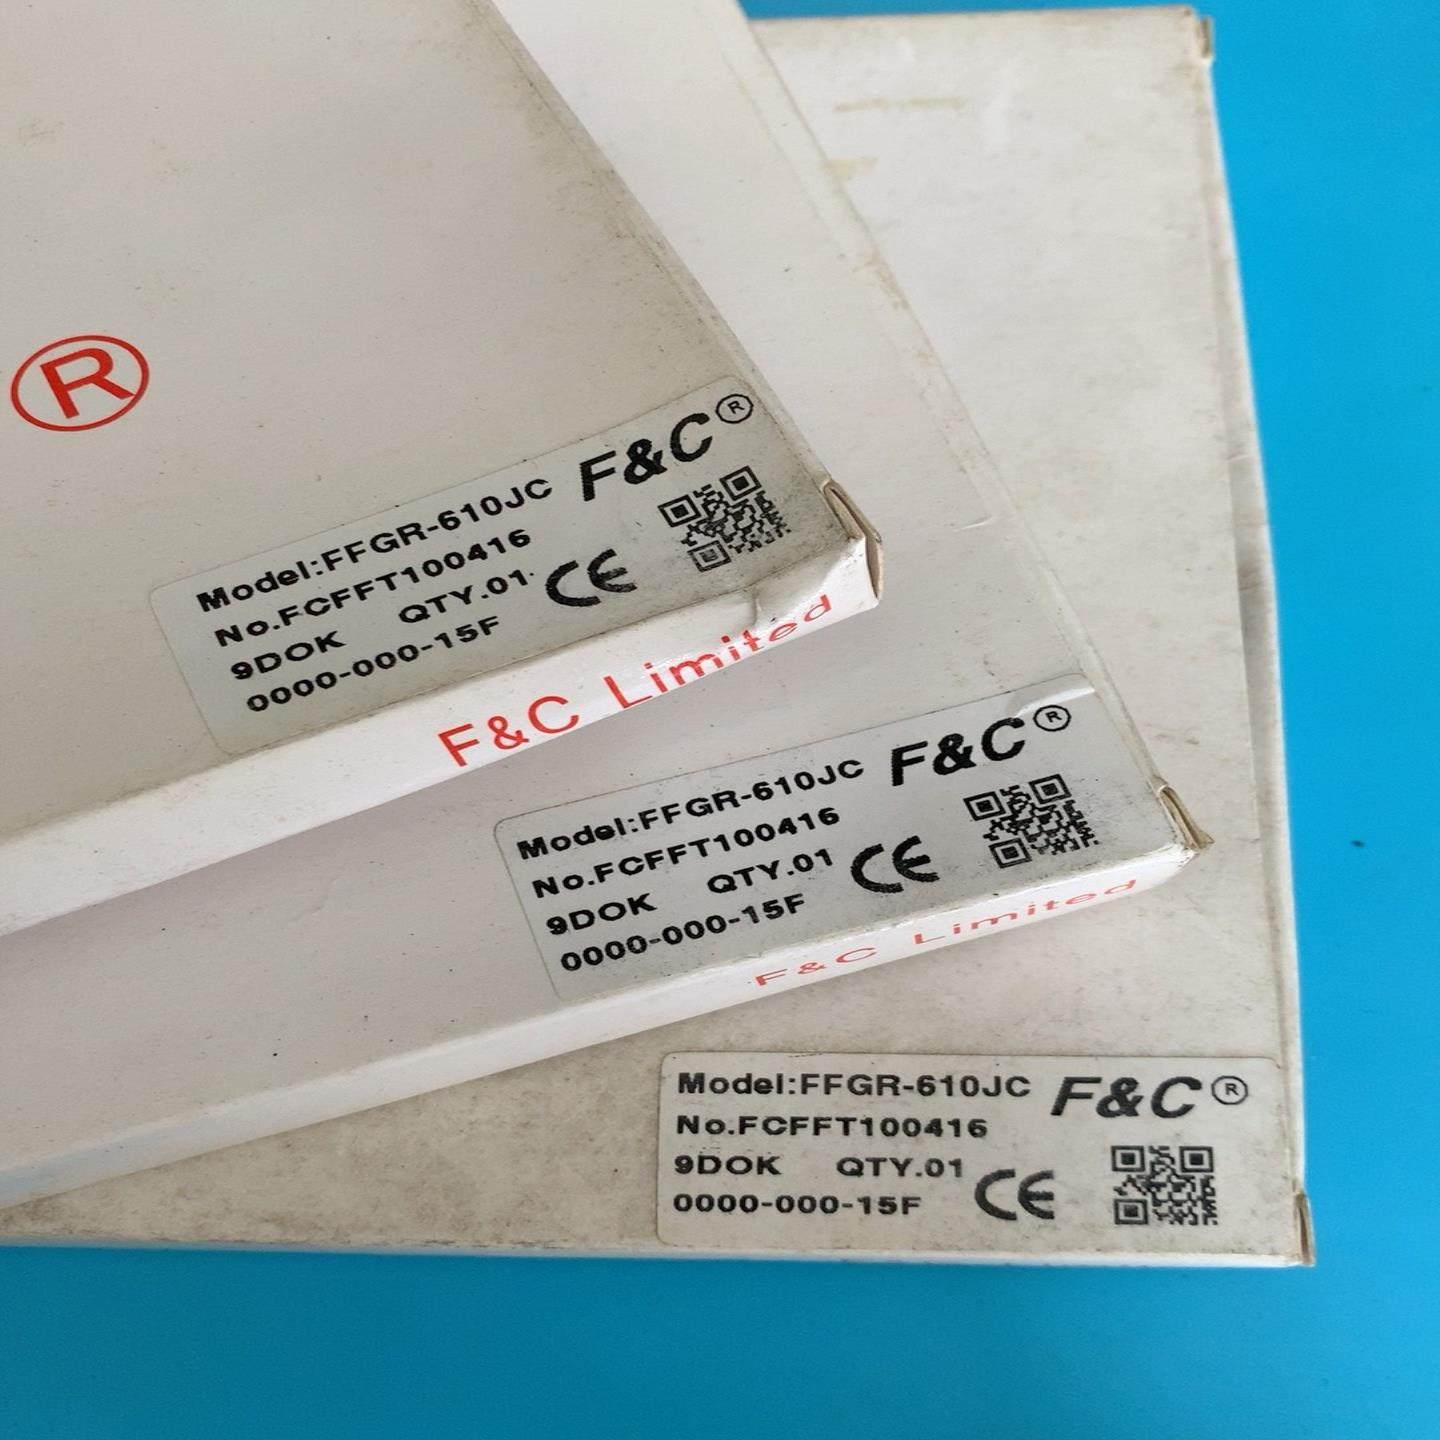 ®
Model:FFGR-610JC F&C®
No.FCFFT100416
9DOK QTY.01 CE
0000-000-15F
F&C Limited
Model:FFGR-610JC F&C®
No.FCFFT100416
9DOK QTY.01 CE
0000-000-15F
F&C Limited
Model:FFGR-610JC F&C®
No.FCFFT100416
9DOK QTY.01 CE
0000-000-15F